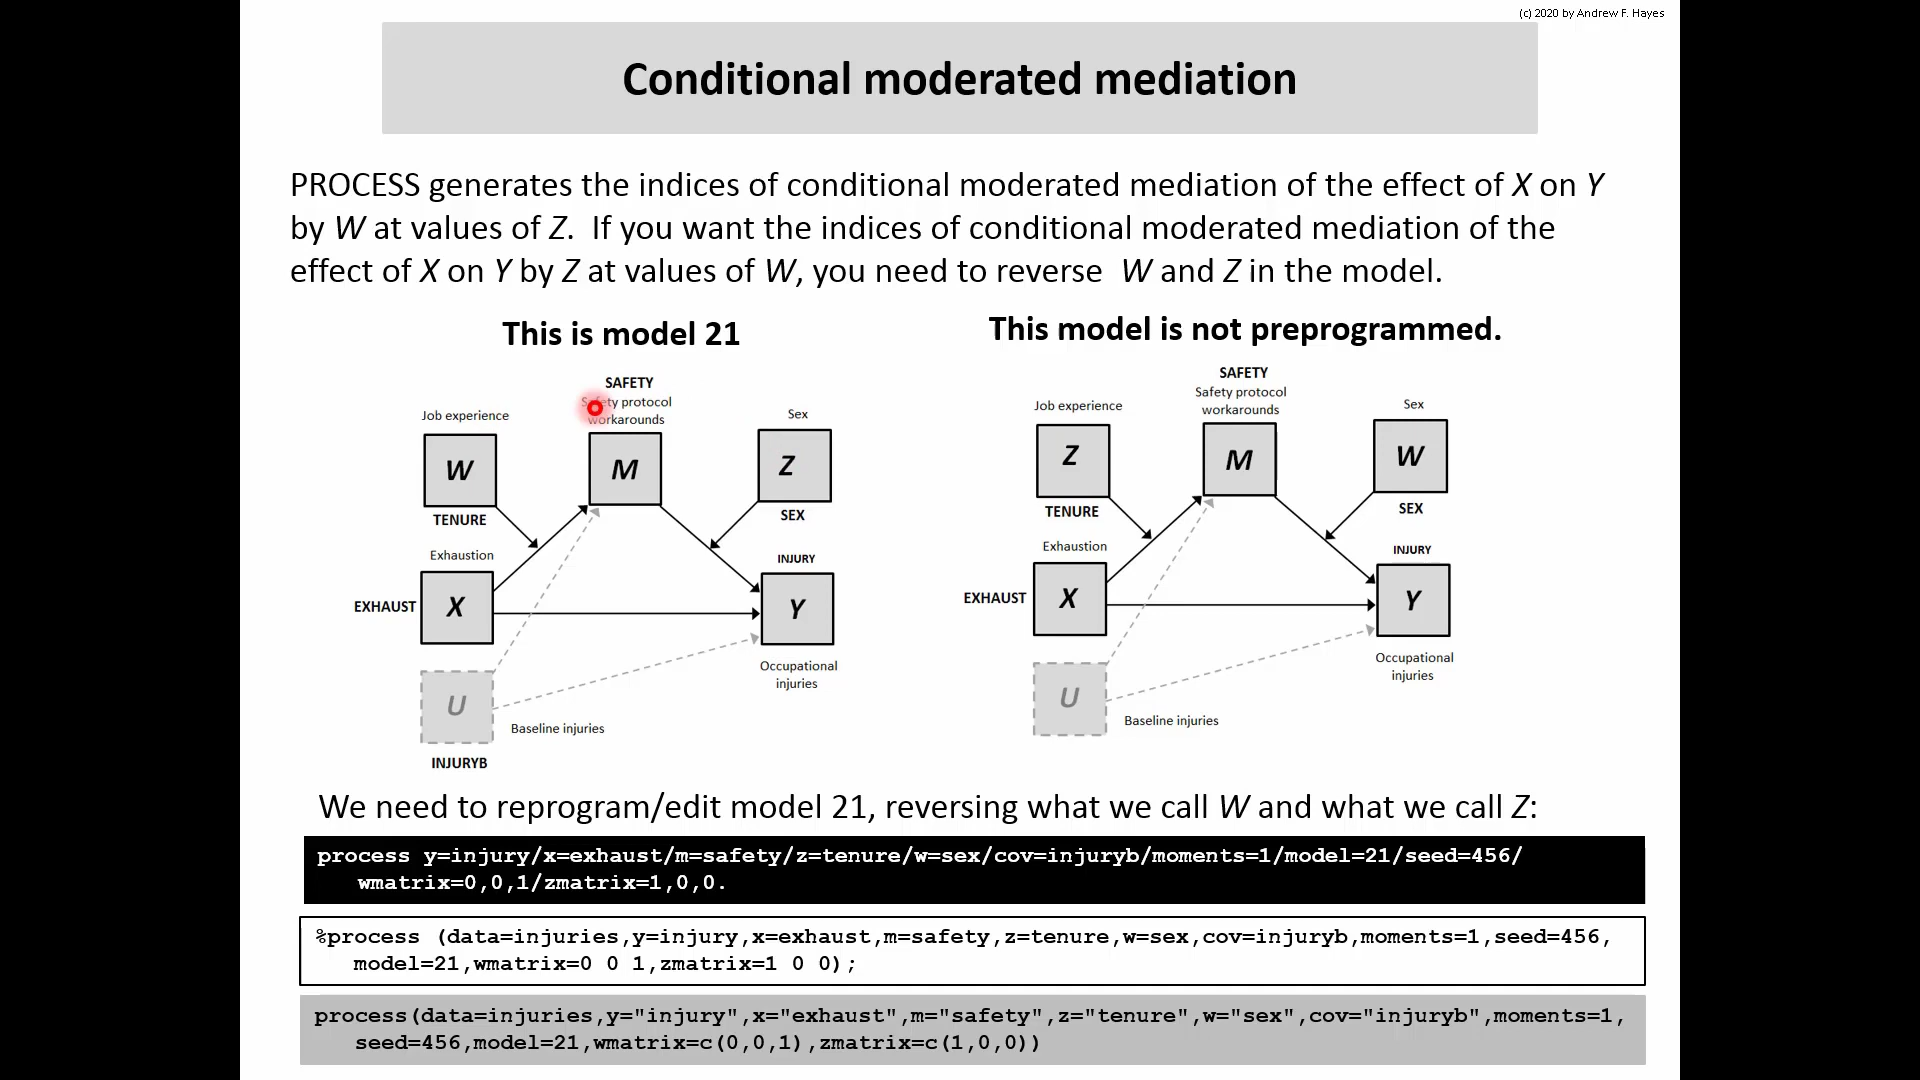 (c) 2020 by Andrew F. Hayes
Conditional moderated mediation
PROCESS generates the indices of conditional moderated mediation of the effect of X on Y
by W at values of Z.  If you want the indices of conditional moderated mediation of the
effect of X on Y by Z at values of W, you need to reverse  W and Z in the model.
This is model 21
SAFETY
Safety protocol
workarounds
Job experience
Sex
W
M
Z
TENURE
SEX
Exhaustion
INJURY
EXHAUST
X
Y
Occupational
injuries
U
Baseline injuries
INJURYB
This model is not preprogrammed.
SAFETY
Safety protocol
workarounds
Job experience
Sex
Z
M
W
TENURE
SEX
Exhaustion
INJURY
EXHAUST
X
Y
Occupational
injuries
U
Baseline injuries
We need to reprogram/edit model 21, reversing what we call W and what we call Z:
process y=injury/x=exhaust/m=safety/z=tenure/w=sex/cov=injuryb/moments=1/model=21/seed=456/
wmatrix=0,0,1/zmatrix=1,0,0.
%process (data=injuries,y=injury,x=exhaust,m=safety,z=tenure,w=sex,cov=injuryb,moments=1,seed=456,
model=21,wmatrix=0 0 1,zmatrix=1 0 0);
process(data=injuries,y="injury",x="exhaust",m="safety",z="tenure",w="sex",cov="injuryb",moments=1,
seed=456,model=21,wmatrix=c(0,0,1),zmatrix=c(1,0,0))